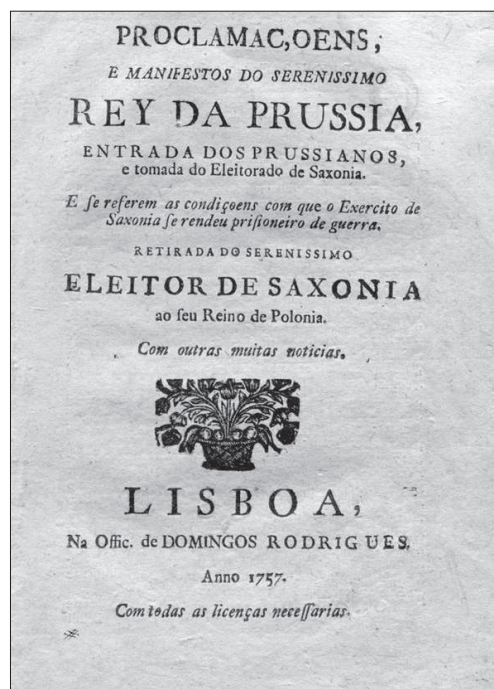 PROCLAMAC,OENS;
E MANIFESTOS DO SERENISSIMO
REY DA PRUSSIA,
ENTRADA DOS PRUSSIANOS,
e tomada do Eleitorado de Saxonia.
E ſe referem as condiçoens com que o Exercito de
Saxonia ſe rendeu priſioneiro de guerra.
RETIRADA DO SERENISSIMO
ELEITOR DE SAXONIA
ao ſeu Reino de Polonia.
Com outras muitas noticias.
LISBOA,
Na Offic. de DOMINGOS RODRIGUES.
Anno 1757.
Com todas as licenças neceſſarias.